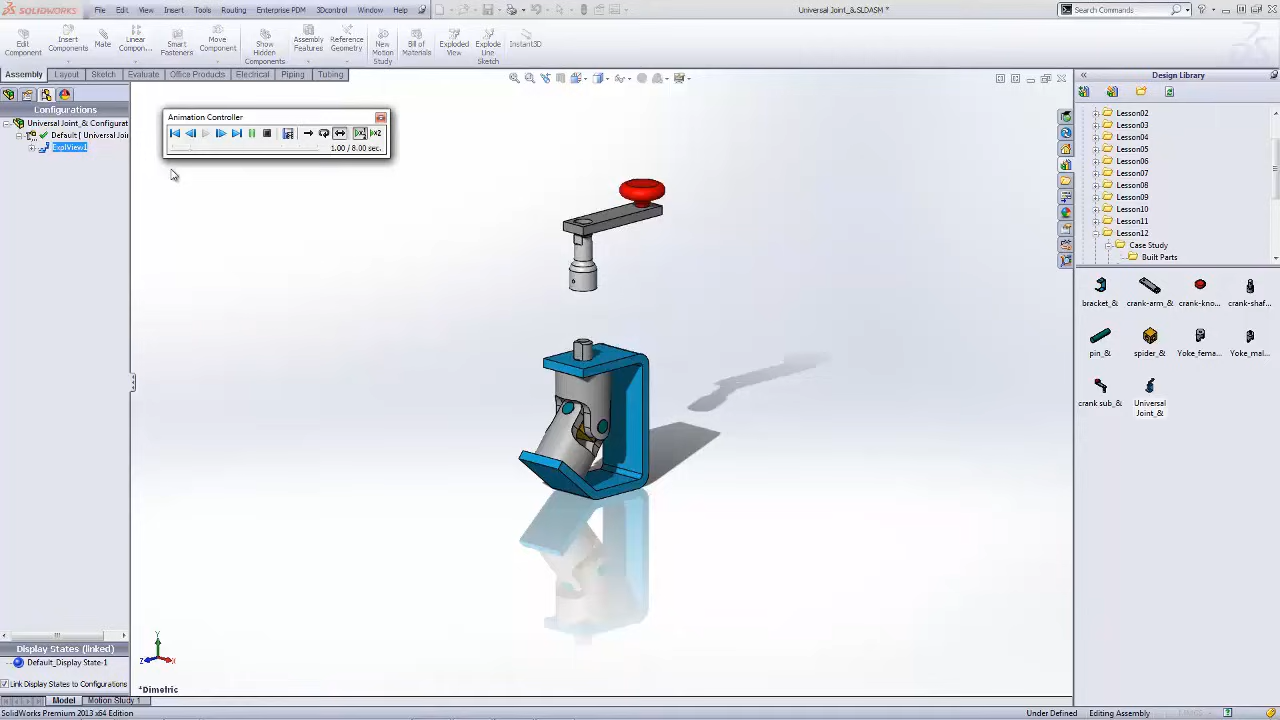 SOLIDWORKS File Edit View Insert Tools Routing Enterprise PDM 3Dcontrol Window Help Universal Joint_&.SLDASM * Search Commands
Edit Component
Insert Components
Mate
Linear Compon...
Smart Fasteners
Move Component
Show Hidden Components
Assembly Features
Reference Geometry
New Motion Study
Bill of Materials
Exploded View
Explode Line Sketch
Instant3D
Assembly Layout Sketch Evaluate Office Products Electrical Piping Tubing
Design Library
Configurations
Universal Joint_& Configurat
Default [ Universal Joir
ExplView1
Animation Controller
1.00 / 8.00 sec.
Lesson02
Lesson03
Lesson04
Lesson05
Lesson06
Lesson07
Lesson08
Lesson09
Lesson10
Lesson11
Lesson12
Case Study
Built Parts
bracket_& crank-arm_& crank-kno... crank-shaf...
pin_& spider_& Yoke_fema... Yoke_mal...
crank sub_& Universal Joint_&
Display States (linked)
Default_Display State-1
Link Display States to Configurations
Y
Z
X
*Dimetric
Model Motion Study 1
SolidWorks Premium 2013 x64 Edition Under Defined Editing Assembly